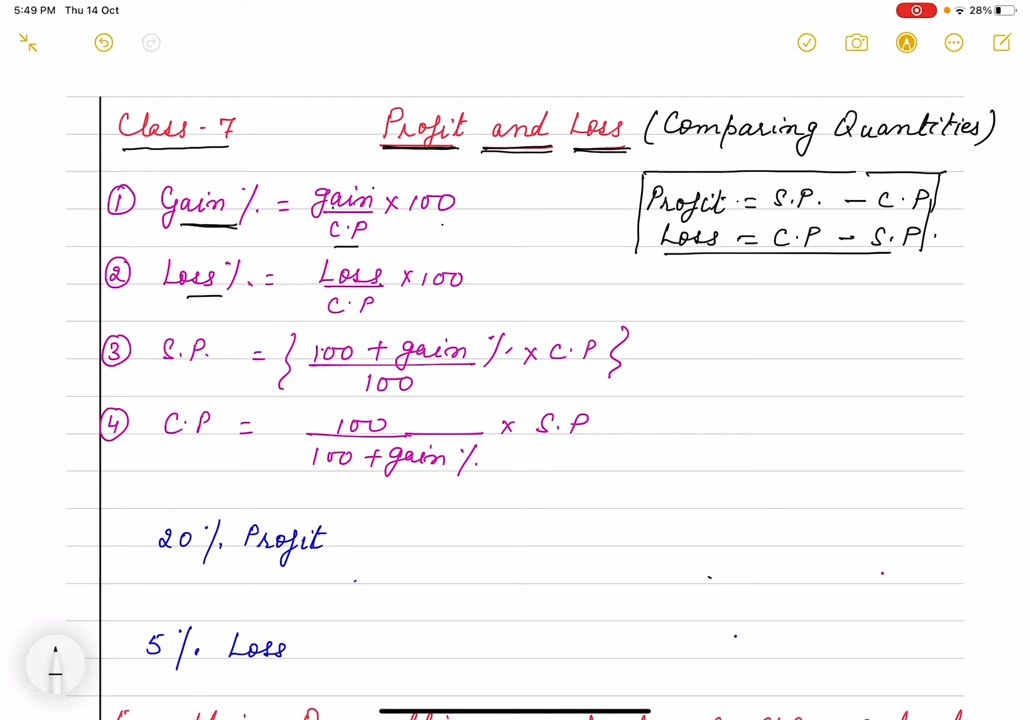 5:49 PM Thu 14 Oct
28%
Class - 7 Profit and Loss (Comparing Quantities)
Profit = S.P. - C.P
Loss = C.P - S.P.
① Gain % = gain/C.P × 100
② Loss % = Loss/C.P × 100
③ S.P. = { 100 + gain %/100 × C.P }
④ C.P = 100/100 + gain % × S.P
20 % Profit
5 % Loss